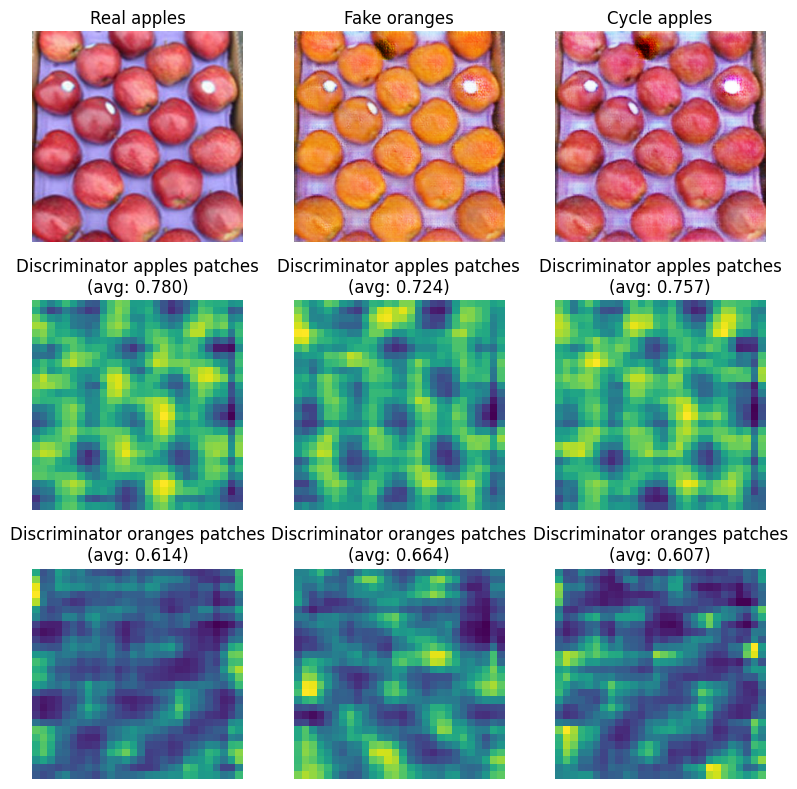 Real apples
Fake oranges
Cycle apples
Discriminator apples patches
(avg: 0.780)
Discriminator apples patches
(avg: 0.724)
Discriminator apples patches
(avg: 0.757)
Discriminator oranges patches
(avg: 0.614)
Discriminator oranges patches
(avg: 0.664)
Discriminator oranges patches
(avg: 0.607)